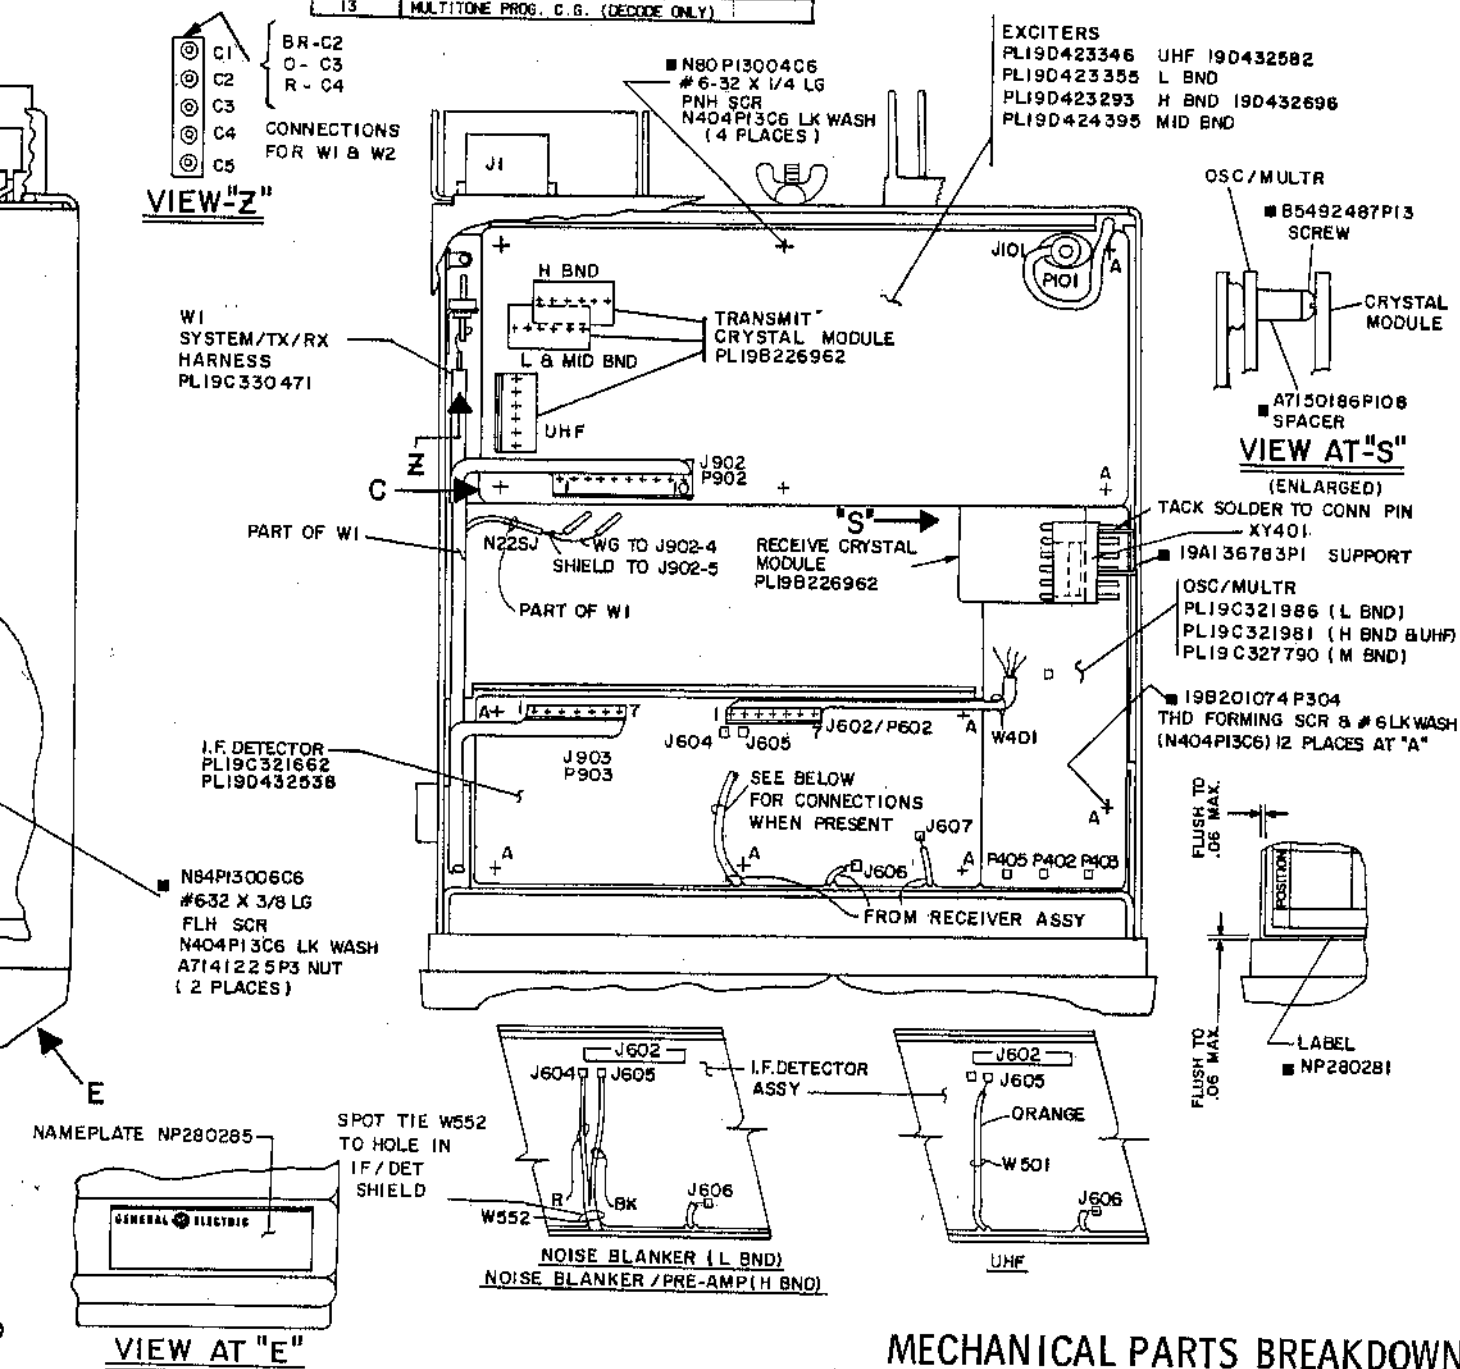 13 MULTITONE PROG. C.G. (DECODE ONLY)
C1
C2
C3
C4
C5
BR-C2
O- C3
R - C4
CONNECTIONS
FOR W1 & W2
VIEW-"Z"
■ N80P13004C6
#6-32 X 1/4 LG
PNH SCR
N404P13C6 LK WASH
(4 PLACES)
EXCITERS
PL19D423346 UHF 19D432582
PL19D423355 L BND
PL19D423293 H BND 19D432696
PL19D424395 MID BND
J1
OSC/MULTR
■ B5492487P13
SCREW
CRYSTAL
MODULE
■ A7150186P108
SPACER
VIEW AT-"S"
(ENLARGED)
J101
P101
A
H BND
L & MID BND
UHF
TRANSMIT
CRYSTAL MODULE
PL19B226962
W1
SYSTEM/TX/RX
HARNESS
PL19C330471
Z
C
J902
P902
1 10
A
PART OF W1
N22SJ
WG TO J902-4
SHIELD TO J902-5
PART OF W1
"S"
RECEIVE CRYSTAL
MODULE
PL19B226962
TACK SOLDER TO CONN PIN
XY401
■ 19A136783P1 SUPPORT
OSC/MULTR
PL19C321986 (L BND)
PL19C321981 (H BND & UHF)
PL19C327790 (M BND)
■ 19B201074P304
THD FORMING SCR & #6 LK WASH
(N404P13C6) 12 PLACES AT "A"
A
1 7
J903
P903
1 7
J602/P602
J604
J605
A
W401
I.F. DETECTOR
PL19C321662
PL19D432538
SEE BELOW
FOR CONNECTIONS
WHEN PRESENT
J607
A
A
A
J606
A
P405 P402 P403
FROM RECEIVER ASSY
■ N84P13006C6
#632 X 3/8 LG
FLH SCR
N404P13C6 LK WASH
A7141225P3 NUT
(2 PLACES)
FLUSH TO
.06 MAX.
POSITION
FLUSH TO
.06 MAX
LABEL
■ NP280281
E
NAMEPLATE NP280285
GENERAL ELECTRIC
VIEW AT "E"
SPOT TIE W552
TO HOLE IN
IF/DET
SHIELD
J602
J604
J605
R
BK
W552
J606
NOISE BLANKER (L BND)
NOISE BLANKER/PRE-AMP(H BND)
I.F. DETECTOR
ASSY
J602
J605
ORANGE
W501
J606
UHF
MECHANICAL PARTS BREAKDOWN